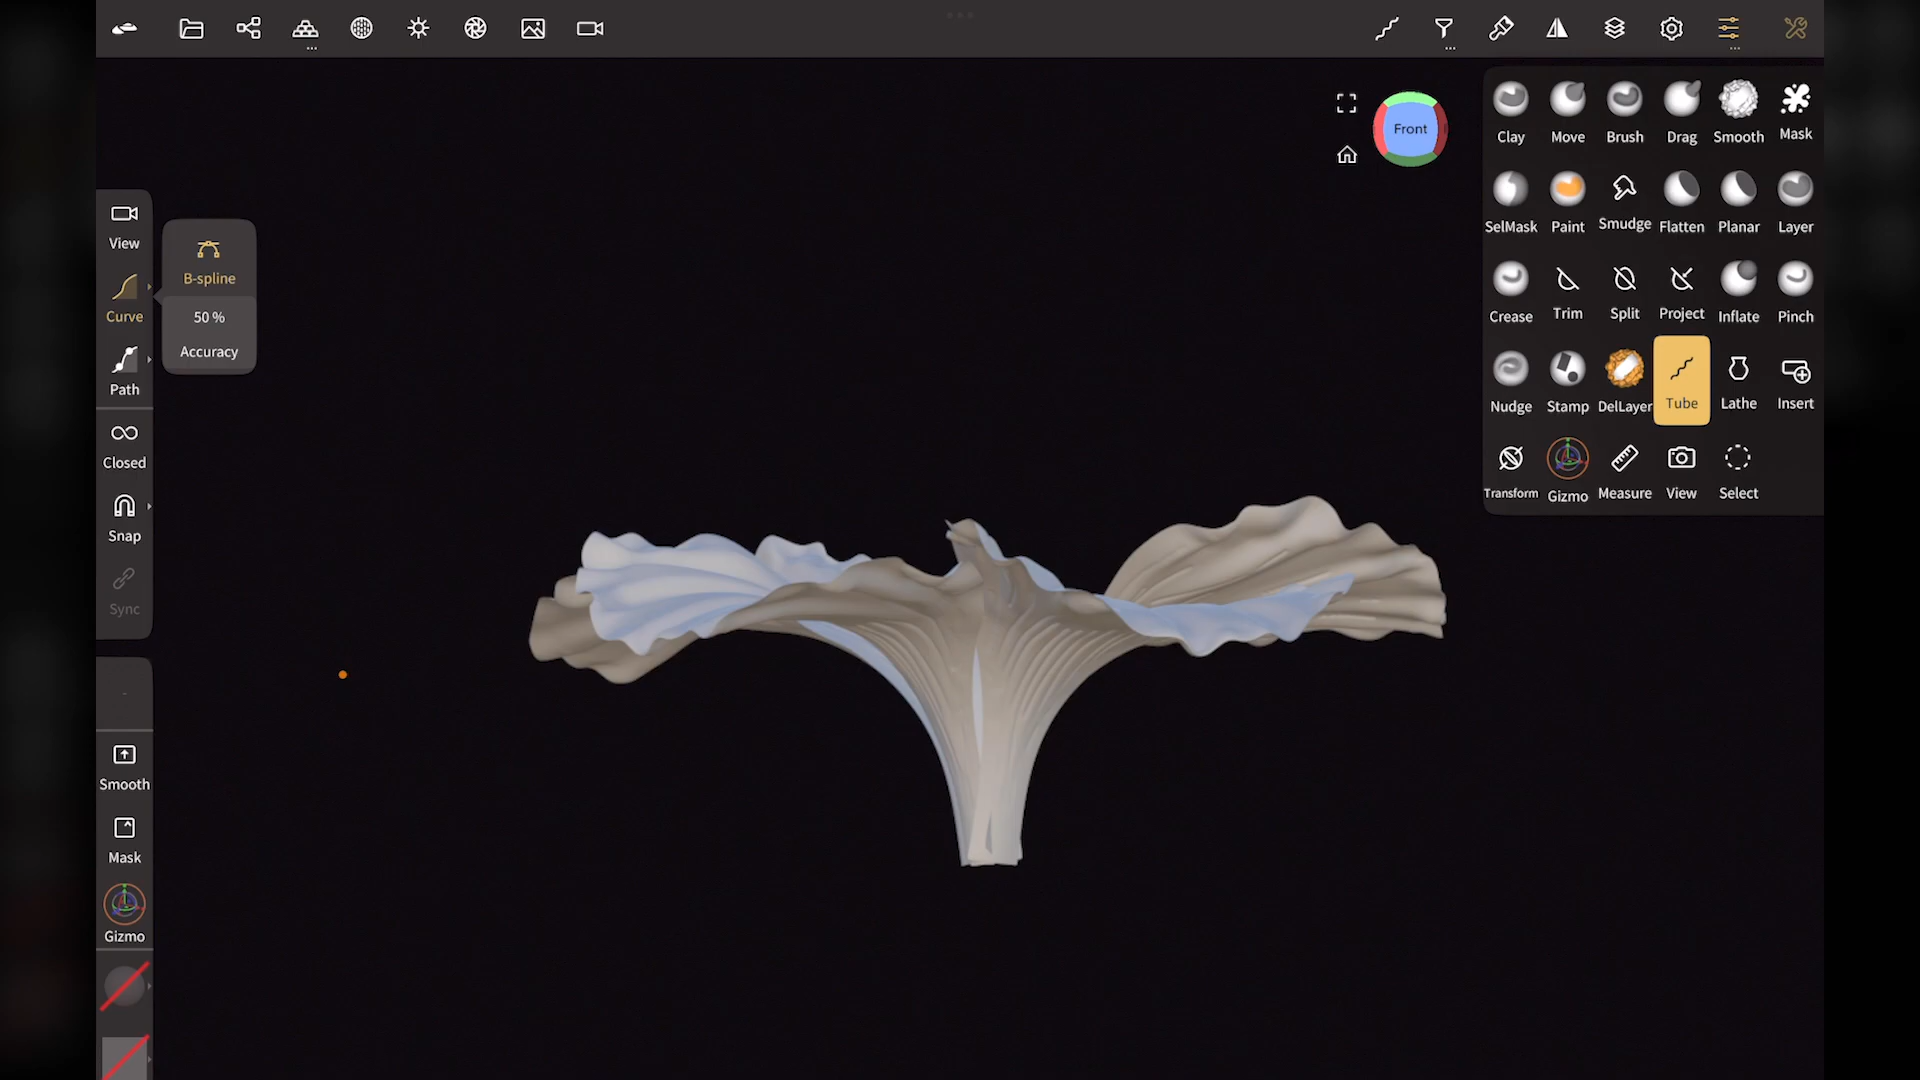 Front
Clay Move Brush Drag Smooth Mask
SelMask Paint Smudge Flatten Planar Layer
Crease Trim Split Project Inflate Pinch
Nudge Stamp DelLayer Tube Lathe Insert
Transform Gizmo Measure View Select
View
Curve
Path
Closed
Snap
Sync
B-spline
50 %
Accuracy
Smooth
Mask
Gizmo